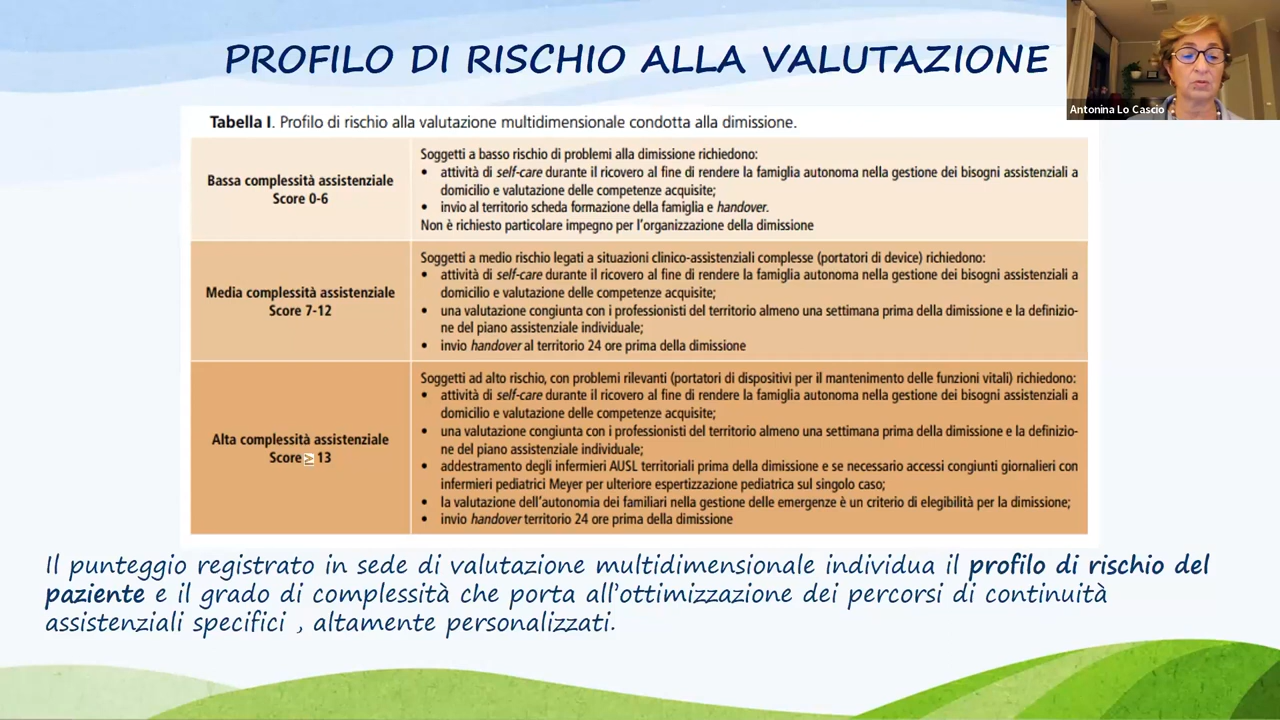 PROFILO DI RISCHIO ALLA VALUTAZIONE
Antonina Lo Cascio
Tabella I. Profilo di rischio alla valutazione multidimensionale condotta alla dimissione.
Bassa complessità assistenziale
Score 0-6
Soggetti a basso rischio di problemi alla dimissione richiedono:
• attività di self-care durante il ricovero al fine di rendere la famiglia autonoma nella gestione dei bisogni assistenziali a
domicilio e valutazione delle competenze acquisite;
• invio al territorio scheda formazione della famiglia e handover.
Non è richiesto particolare impegno per l'organizzazione della dimissione
Media complessità assistenziale
Score 7-12
Soggetti a medio rischio legati a situazioni clinico-assistenziali complesse (portatori di device) richiedono:
• attività di self-care durante il ricovero al fine di rendere la famiglia autonoma nella gestione dei bisogni assistenziali a
domicilio e valutazione delle competenze acquisite;
• una valutazione congiunta con i professionisti del territorio almeno una settimana prima della dimissione e la definizio-
ne del piano assistenziale individuale;
• invio handover al territorio 24 ore prima della dimissione
Alta complessità assistenziale
Score ≥ 13
Soggetti ad alto rischio, con problemi rilevanti (portatori di dispositivi per il mantenimento delle funzioni vitali) richiedono:
• attività di self-care durante il ricovero al fine di rendere la famiglia autonoma nella gestione dei bisogni assistenziali a
domicilio e valutazione delle competenze acquisite;
• una valutazione congiunta con i professionisti del territorio almeno una settimana prima della dimissione e la definizio-
ne del piano assistenziale individuale;
• addestramento degli infermieri AUSL territoriali prima della dimissione e se necessario accessi congiunti giornalieri con
infermieri pediatrici Meyer per ulteriore espertizzazione pediatrica sul singolo caso;
• la valutazione dell'autonomia dei familiari nella gestione delle emergenze è un criterio di elegibilità per la dimissione;
• invio handover territorio 24 ore prima della dimissione
Il punteggio registrato in sede di valutazione multidimensionale individua il profilo di rischio del
paziente e il grado di complessità che porta all'ottimizzazione dei percorsi di continuità
assistenziali specifici , altamente personalizzati.